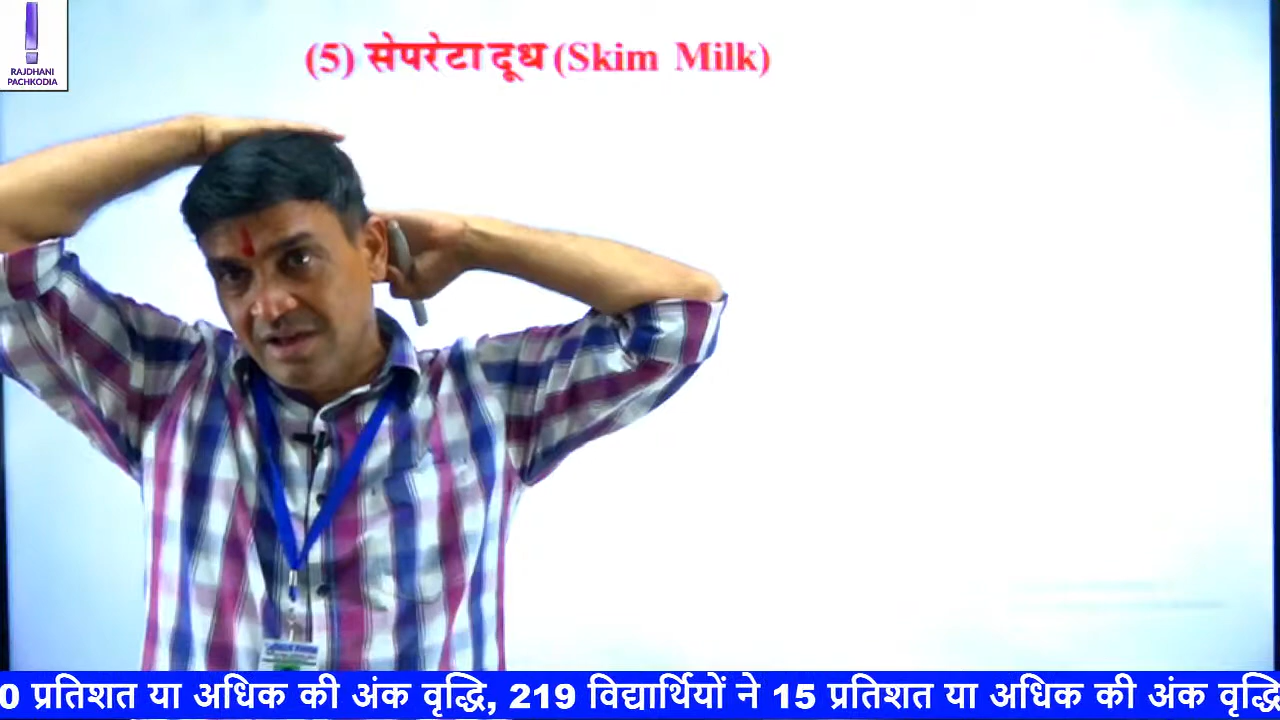 RAJDHANI
PACHKODIA
(5) सेपरेटा दूध (Skim Milk)
0 प्रतिशत या अधिक की अंक वृद्धि, 219 विद्यार्थियों ने 15 प्रतिशत या अधिक की अंक वृद्धि